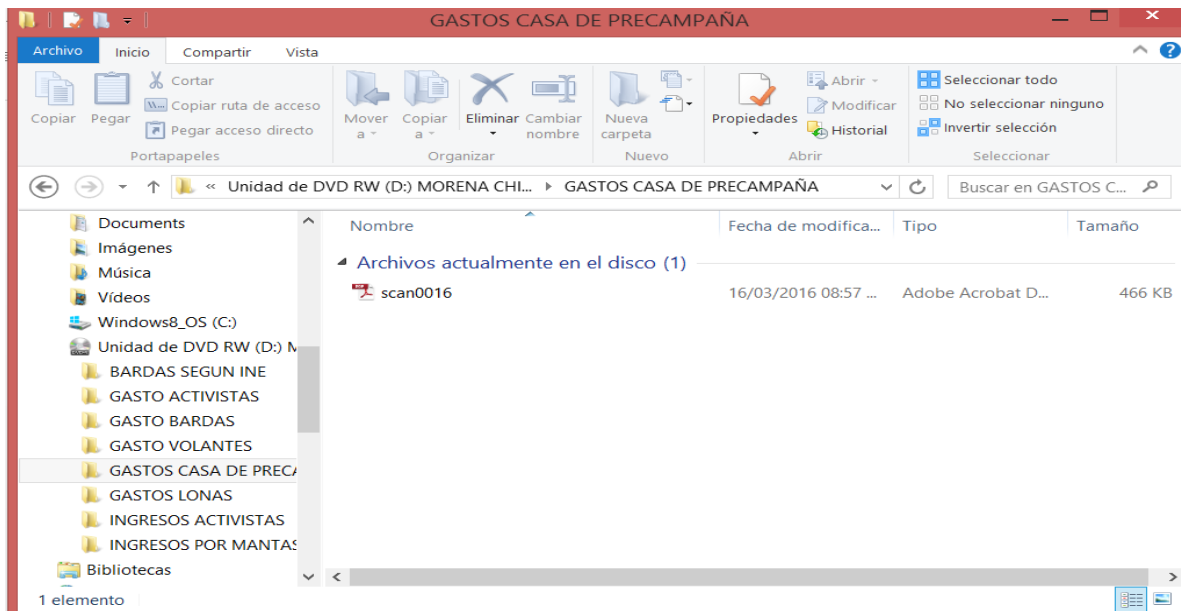 GASTOS CASA DE PRECAMPAÑA
Archivo Inicio Compartir Vista
Copiar
Pegar
Cortar
Copiar ruta de acceso
Pegar acceso directo
Portapapeles
Mover a
Copiar a
Eliminar
Cambiar nombre
Organizar
Nueva carpeta
Nuevo
Propiedades
Abrir
Modificar
Historial
Abrir
Seleccionar todo
No seleccionar ninguno
Invertir selección
Seleccionar
« Unidad de DVD RW (D:) MORENA CHI... GASTOS CASA DE PRECAMPAÑA
Buscar en GASTOS C...
Documents
Imágenes
Música
Vídeos
Windows8_OS (C:)
Unidad de DVD RW (D:) M
BARDAS SEGUN INE
GASTO ACTIVISTAS
GASTO BARDAS
GASTO VOLANTES
GASTOS CASA DE PRECA
GASTOS LONAS
INGRESOS ACTIVISTAS
INGRESOS POR MANTAS
Bibliotecas
Nombre Fecha de modifica... Tipo Tamaño
Archivos actualmente en el disco (1)
scan0016 16/03/2016 08:57 ... Adobe Acrobat D... 466 KB
1 elemento